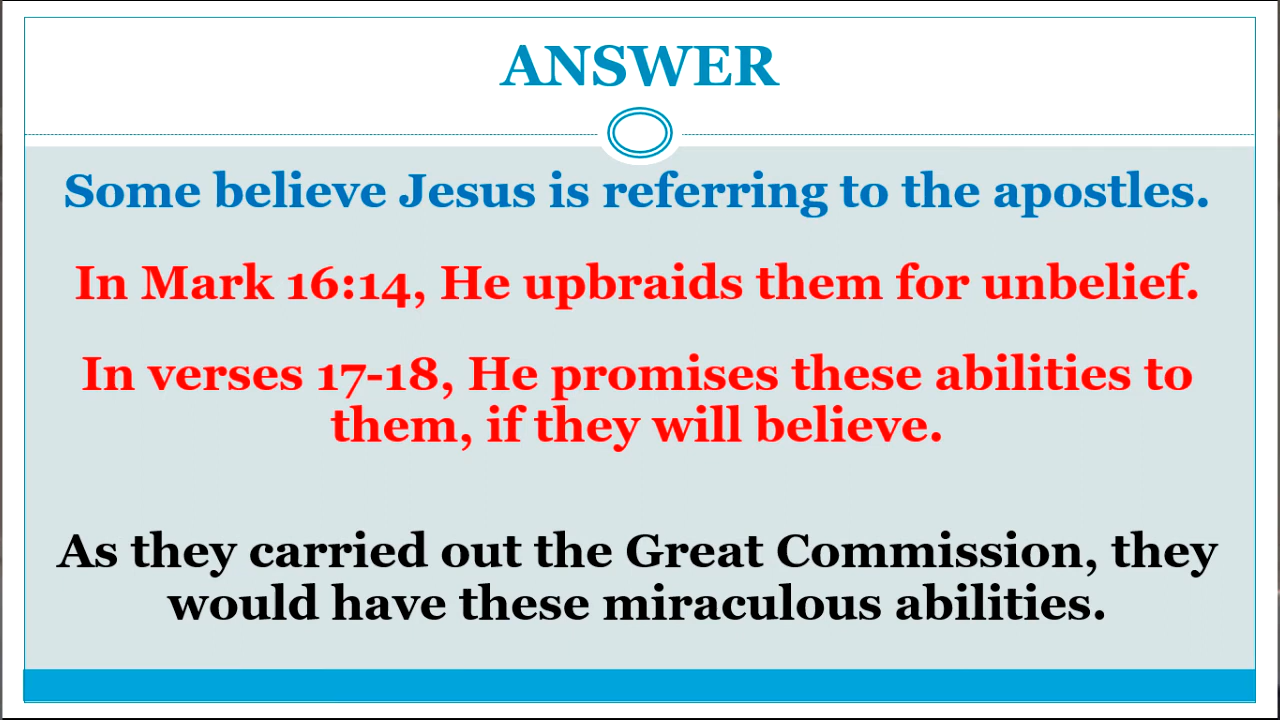 ANSWER
Some believe Jesus is referring to the apostles.
In Mark 16:14, He upbraids them for unbelief.
In verses 17-18, He promises these abilities to
them, if they will believe.
As they carried out the Great Commission, they
would have these miraculous abilities.